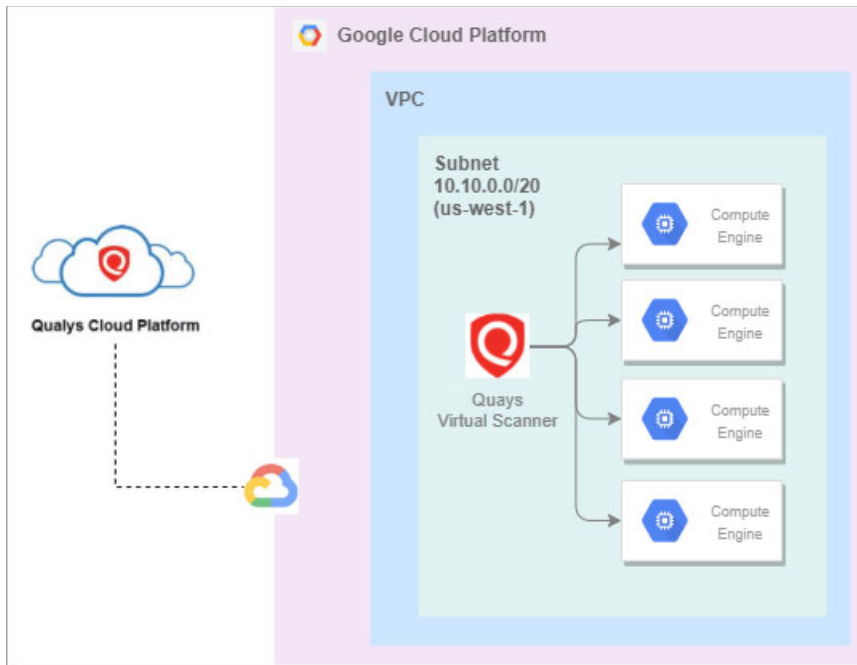 Google Cloud Platform
VPC
Subnet
10.10.0.0/20
(us-west-1)
Compute
Engine
Compute
Engine
Qualys Cloud Platform
Quays
Virtual Scanner
Compute
Engine
Compute
Engine